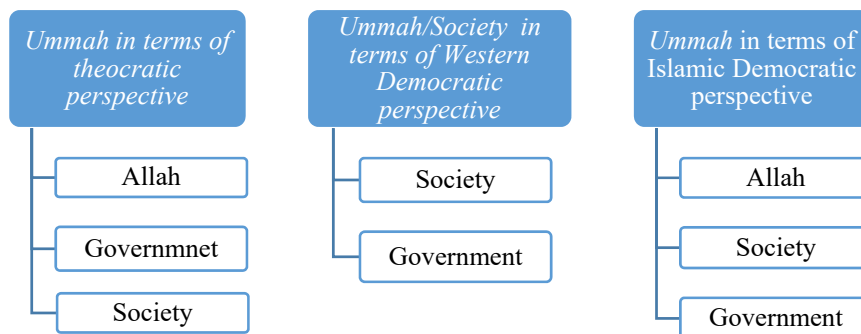 Ummah in terms of
theocratic
perspective
Allah
Governmnet
Society
Ummah/Society in
terms of Western
Democratic
perspective
Society
Government
Ummah in terms of
Islamic Democratic
perspective
Allah
Society
Government